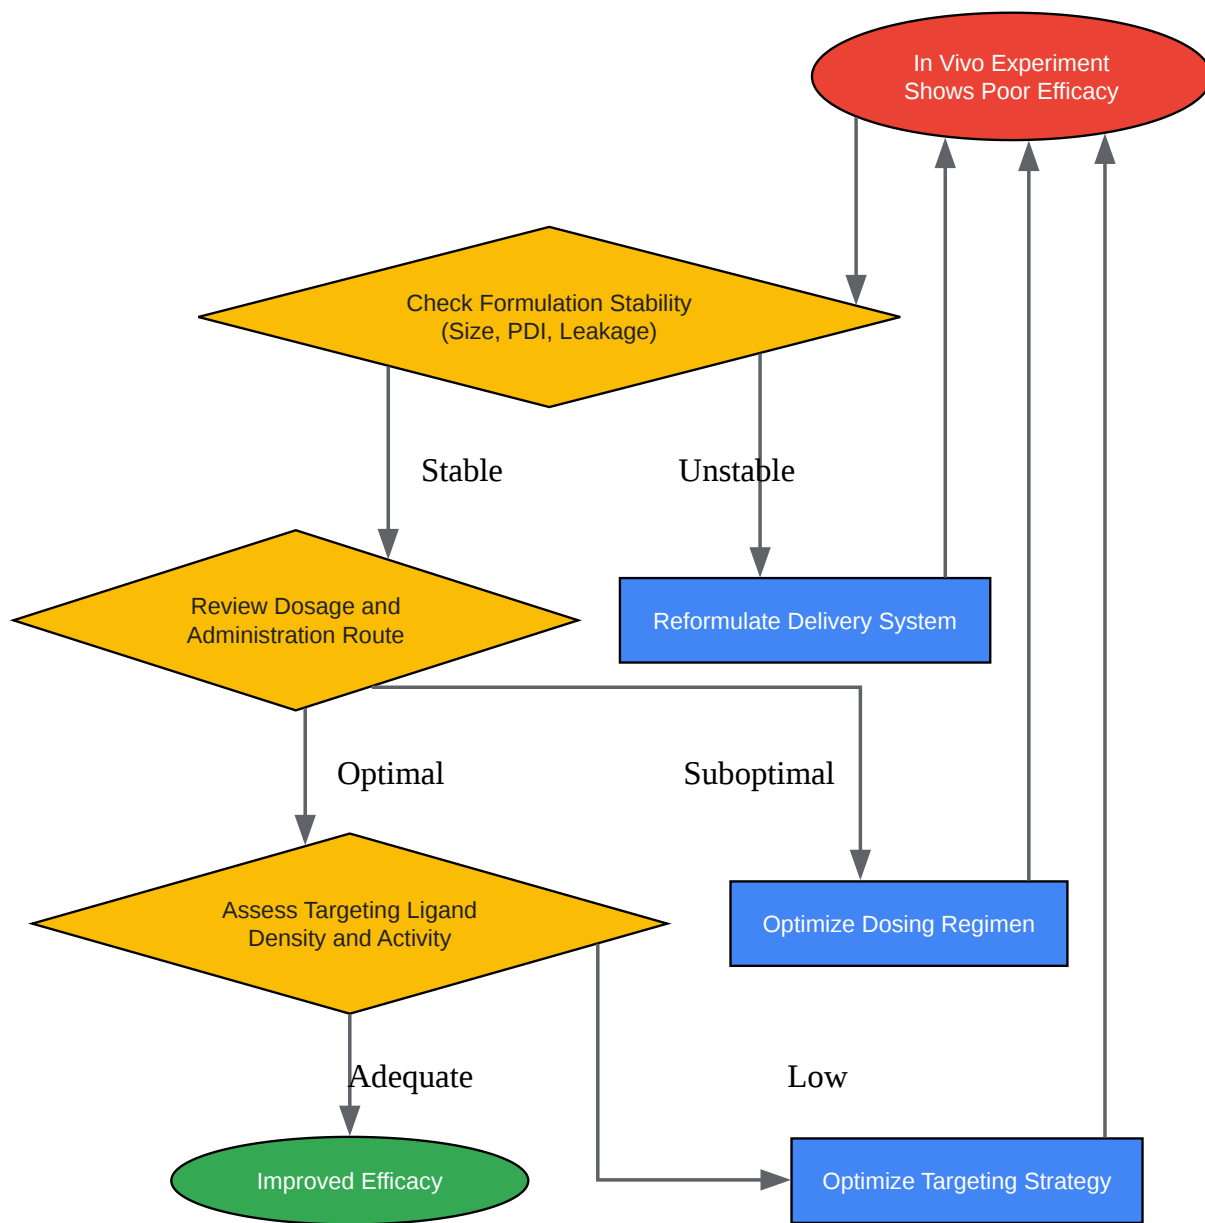 In Vivo Experiment
Shows Poor Efficacy
Check Formulation Stability
(Size, PDI, Leakage)
Stable
Unstable
Review Dosage and
Administration Route
Reformulate Delivery System
Optimal
Suboptimal
Assess Targeting Ligand
Density and Activity
Optimize Dosing Regimen
Adequate
Low
Improved Efficacy
Optimize Targeting Strategy